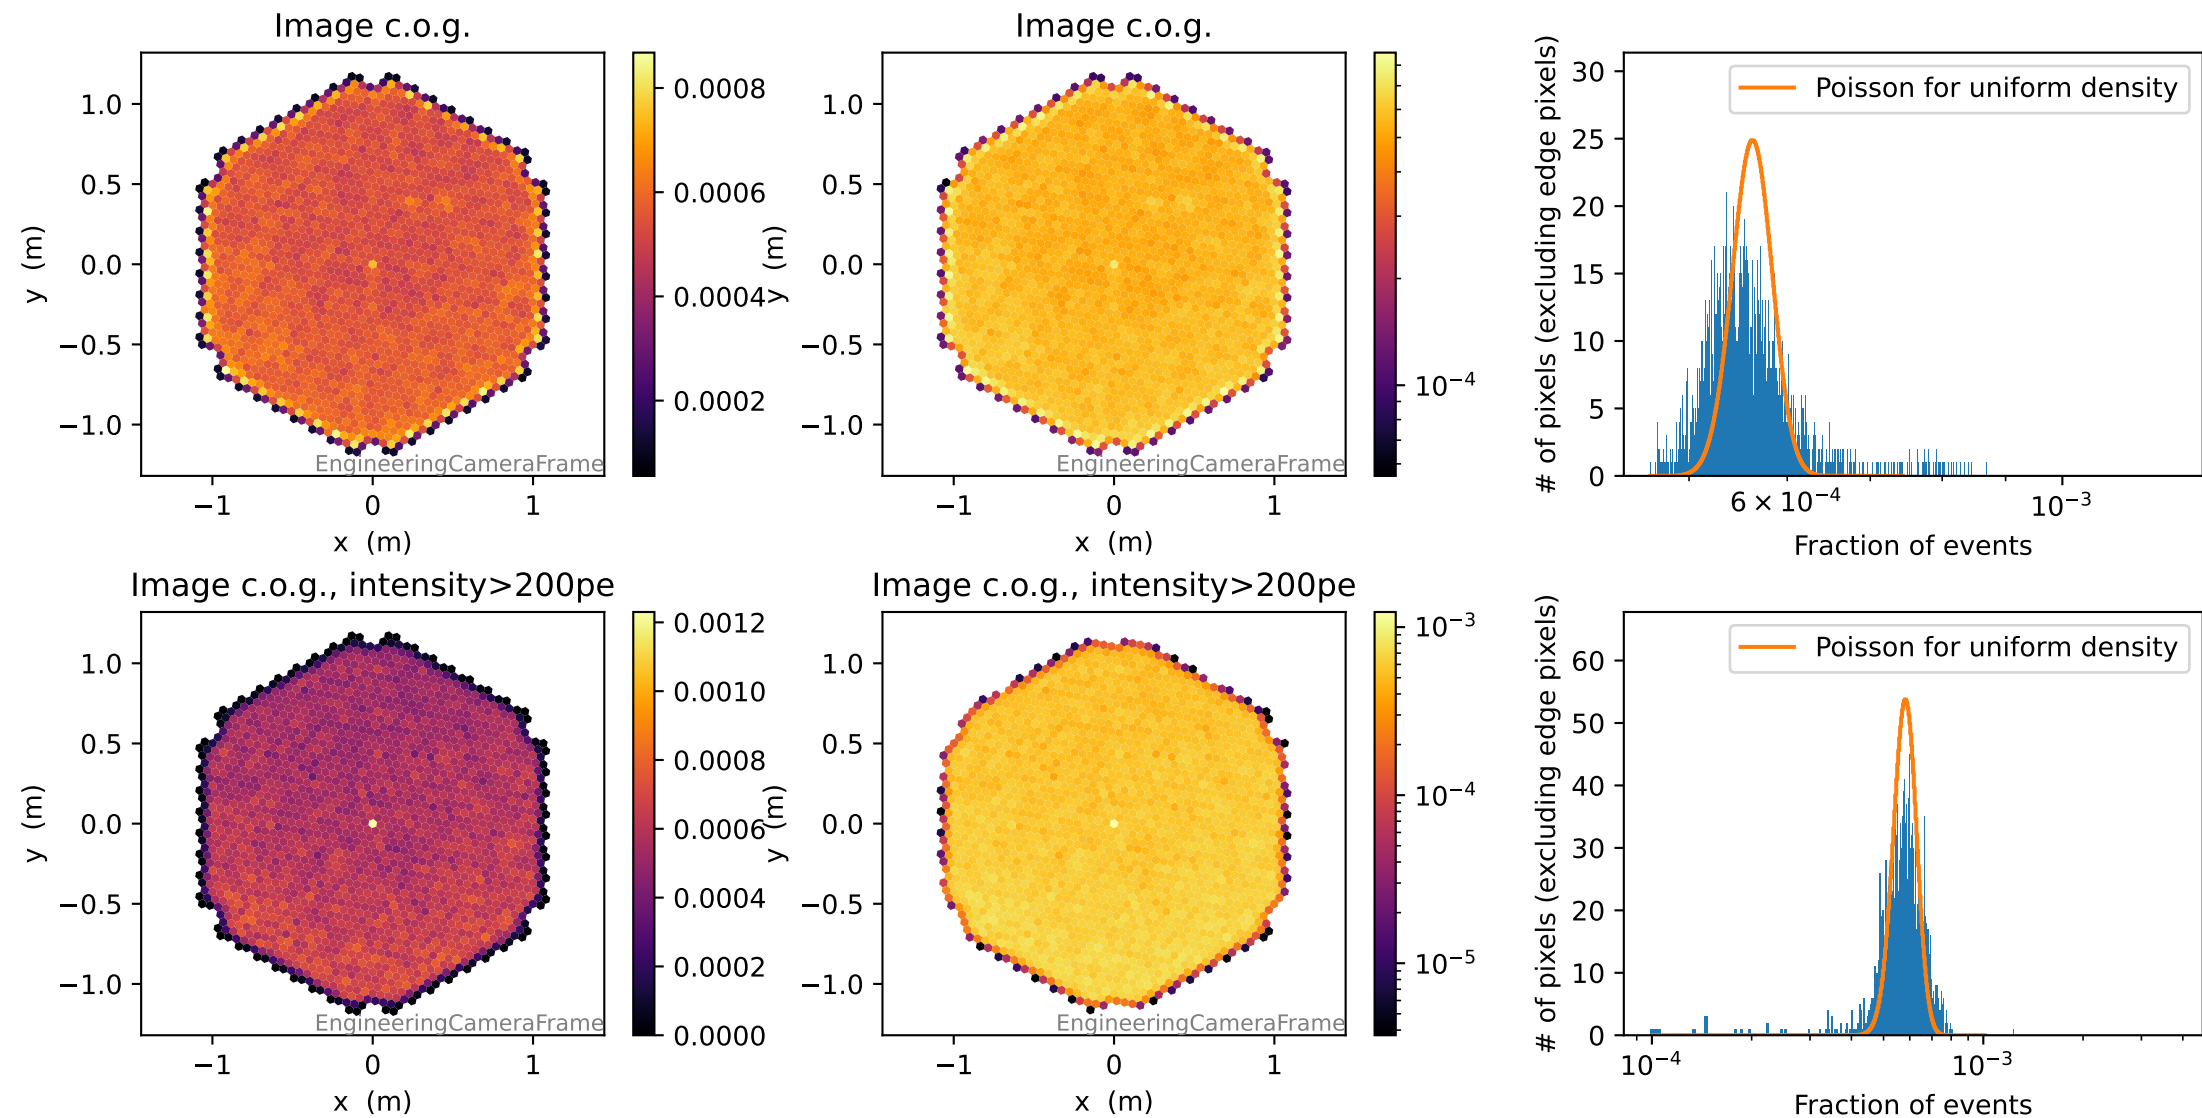 Image c.o.g.
1.0
0.5
0.0
−0.5
−1.0
y (m)
−1
0
1
x (m)
EngineeringCameraFrame
0.0008
0.0006
0.0004
0.0002
Image c.o.g.
1.0
0.5
0.0
−0.5
−1.0
y (m)
−1
0
1
x (m)
EngineeringCameraFrame
10⁻⁴
# of pixels (excluding edge pixels)
30
25
20
15
10
5
0
Poisson for uniform density
6 × 10⁻⁴
10⁻³
Fraction of events
Image c.o.g., intensity>200pe
1.0
0.5
0.0
−0.5
−1.0
y (m)
−1
0
1
x (m)
EngineeringCameraFrame
0.0012
0.0010
0.0008
0.0006
0.0004
0.0002
0.0000
Image c.o.g., intensity>200pe
1.0
0.5
0.0
−0.5
−1.0
y (m)
−1
0
1
x (m)
EngineeringCameraFrame
10⁻³
10⁻⁴
10⁻⁵
# of pixels (excluding edge pixels)
60
50
40
30
20
10
0
Poisson for uniform density
10⁻⁴
10⁻³
Fraction of events